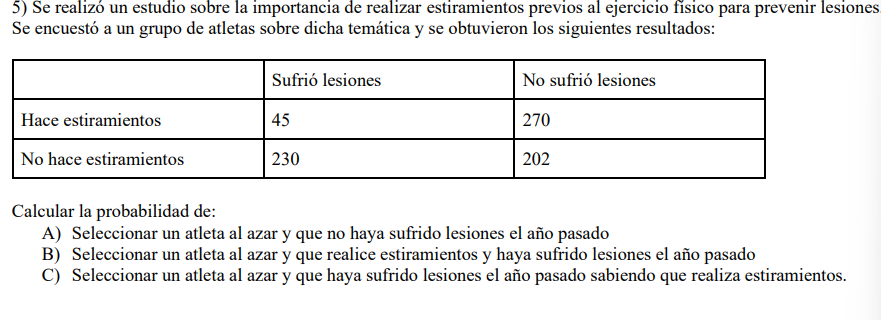 5) Se realizó un estudio sobre la importancia de realizar estiramientos previos al ejercicio físico para prevenir lesiones
Se encuestó a un grupo de atletas sobre dicha temática y se obtuvieron los siguientes resultados:
Sufrió lesiones No sufrió lesiones
Hace estiramientos 45 270
No hace estiramientos 230 202
Calcular la probabilidad de:
A) Seleccionar un atleta al azar y que no haya sufrido lesiones el año pasado
B) Seleccionar un atleta al azar y que realice estiramientos y haya sufrido lesiones el año pasado
C) Seleccionar un atleta al azar y que haya sufrido lesiones el año pasado sabiendo que realiza estiramientos.